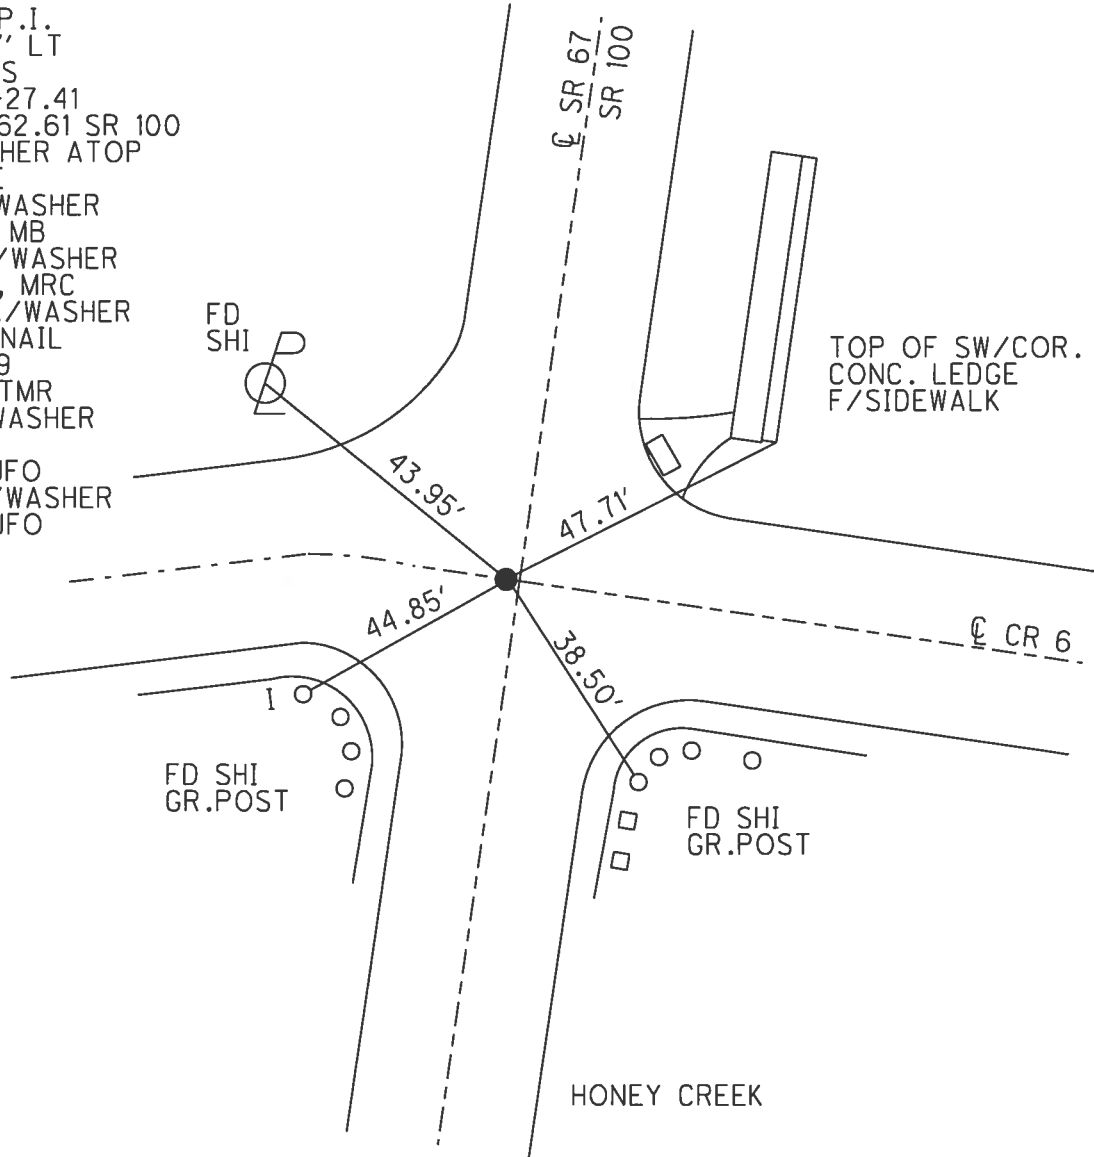 P.I.
" LT
S
27.41
62.61 SR 100
HER ATOP
WASHER
MB
/WASHER
, MRC
/WASHER
NAIL
9
TMR
WASHER
UFO
/WASHER
UFO
℄ SR 67
SR 100
FD
SHI
P
TOP OF SW/COR.
CONC. LEDGE
F/SIDEWALK
43.95'
47.71'
44.85'
38.50'
℄ CR 6
I
FD SHI
GR.POST
FD SHI
GR.POST
HONEY CREEK